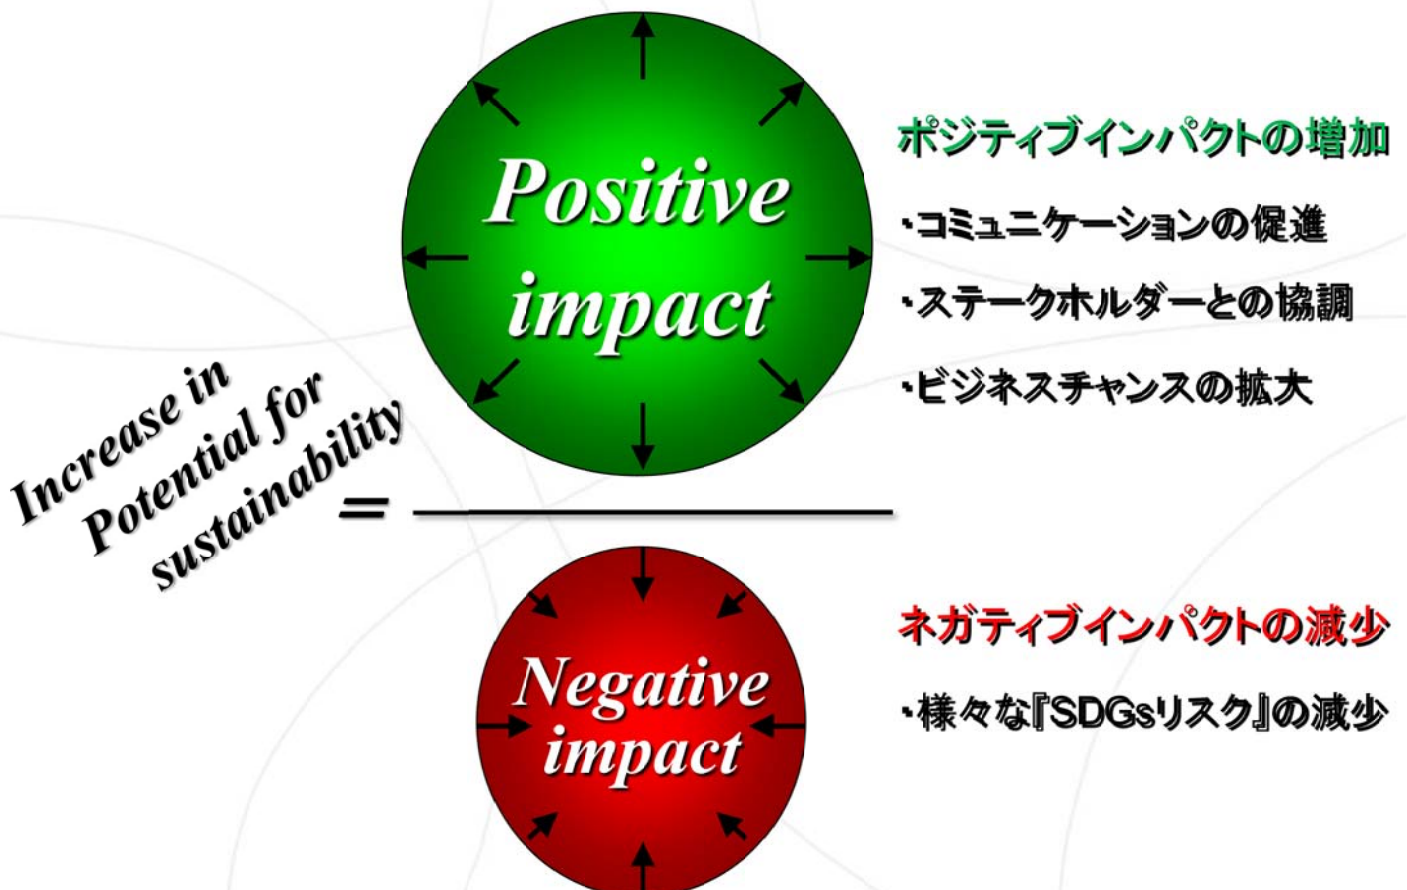 Positive
impact
ポジティブインパクトの増加
・コミュニケーションの促進
・ステークホルダーとの協調
・ビジネスチャンスの拡大
Increase in
Potential for
sustainability
=
Negative
impact
ネガティブインパクトの減少
・様々な『SDGsリスク』の減少